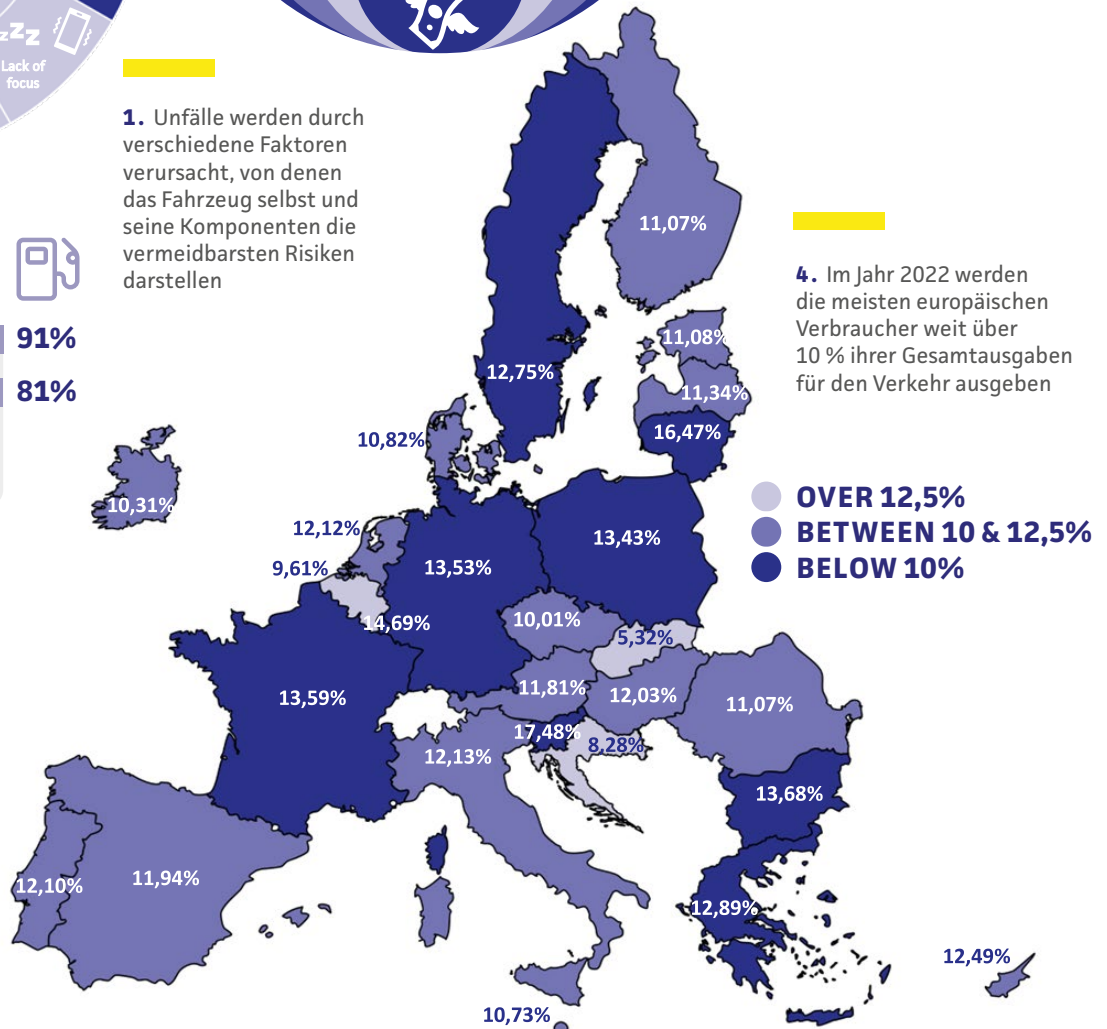 zZZ
Lack of
focus
1. Unfälle werden durch
verschiedene Faktoren
verursacht, von denen
das Fahrzeug selbst und
seine Komponenten die
vermeidbarsten Risiken
darstellen
91%
81%
4. Im Jahr 2022 werden
die meisten europäischen
Verbraucher weit über
10 % ihrer Gesamtausgaben
für den Verkehr ausgeben
OVER 12,5%
BETWEEN 10 & 12,5%
BELOW 10%
11,07%
11,08%
12,75%
11,34%
16,47%
10,82%
10,31%
12,12%
13,43%
9,61%
13,53%
14,69%
10,01%
5,32%
11,81%
12,03%
13,59%
11,07%
17,48%
8,28%
12,13%
13,68%
12,10%
11,94%
12,89%
12,49%
10,73%